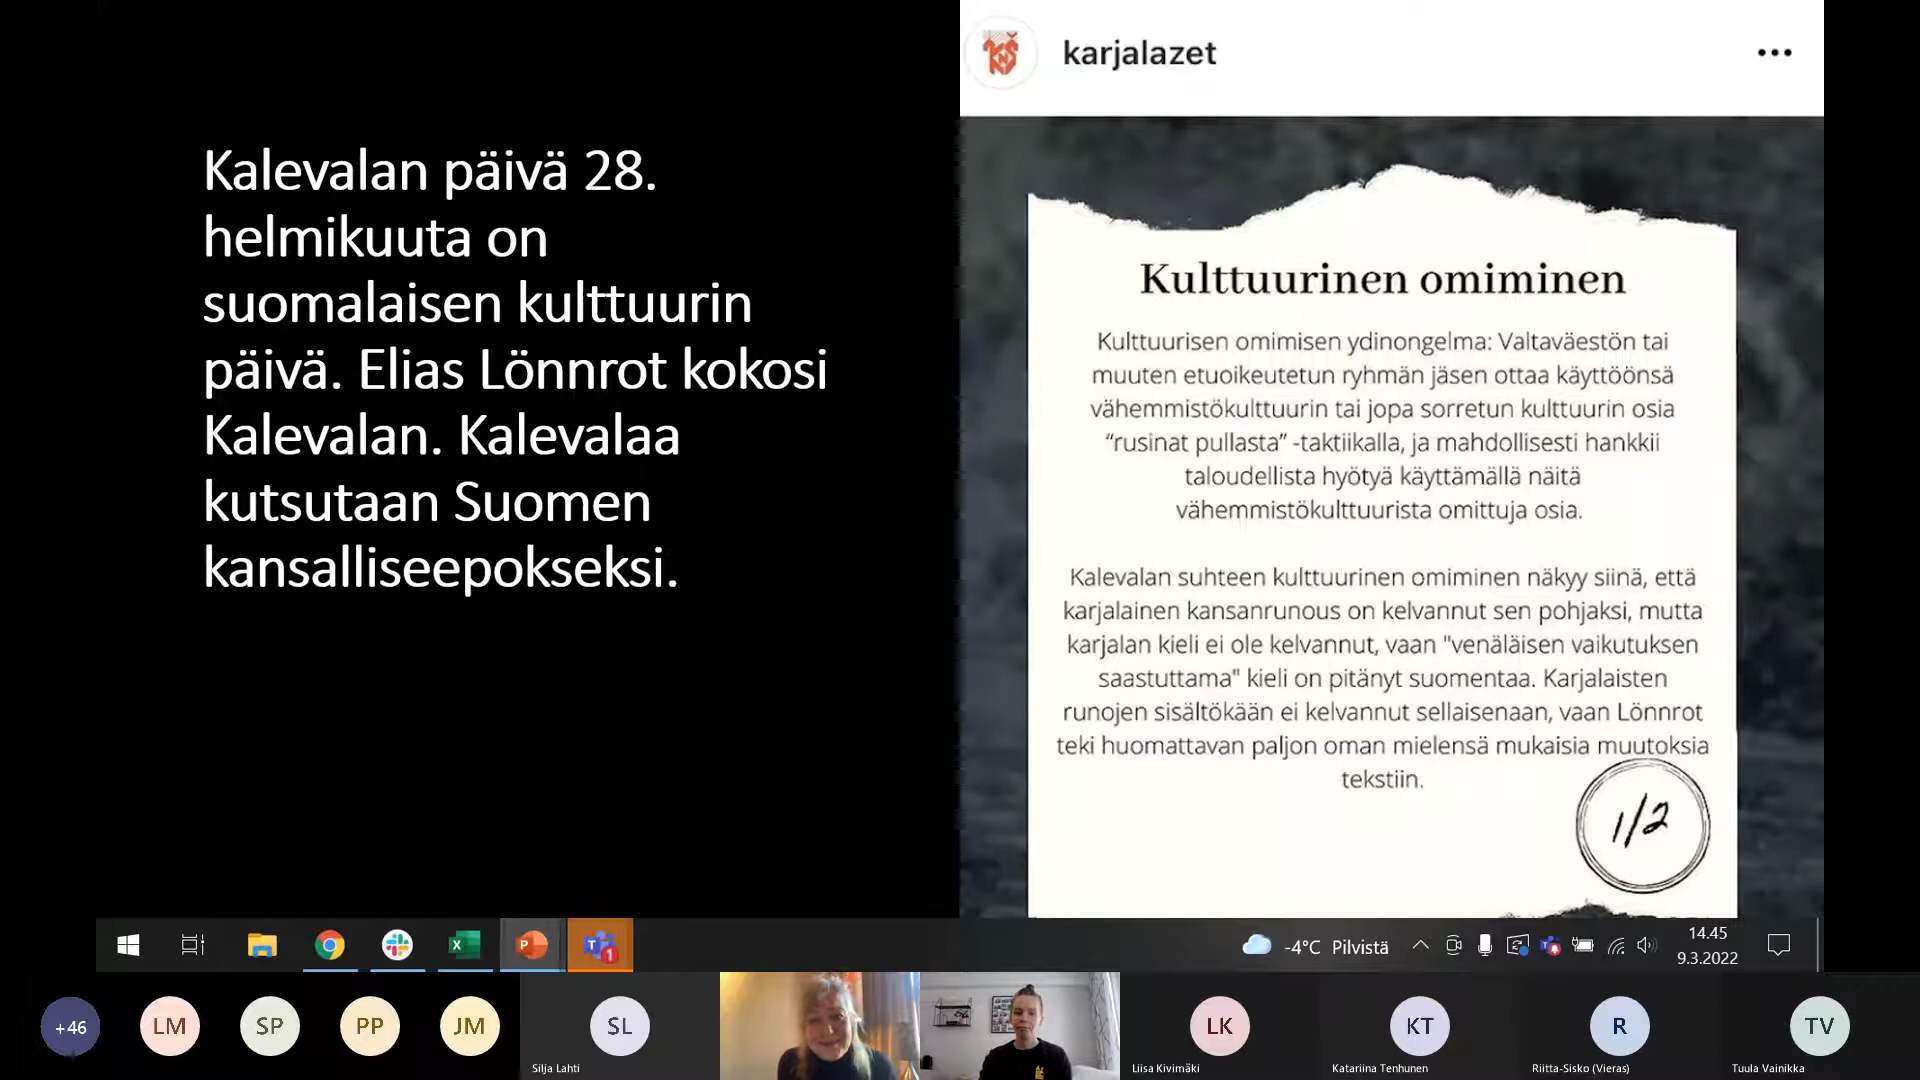 Kalevalan päivä 28.
helmikuuta on
suomalaisen kulttuurin
päivä. Elias Lönnrot kokosi
Kalevalan. Kalevalaa
kutsutaan Suomen
kansalliseepokseksi.
karjalazet
Kulttuurinen omiminen
Kulttuurisen omimisen ydinongelma: Valtaväestön tai
muuten etuoikeutetun ryhmän jäsen ottaa käyttöönsä
vähemmistökulttuurin tai jopa sorretun kulttuurin osia
“rusinat pullasta” -taktiikalla, ja mahdollisesti hankkii
taloudellista hyötyä käyttämällä näitä
vähemmistökulttuurista omittuja osia.
Kalevalan suhteen kulttuurinen omiminen näkyy siinä, että
karjalainen kansanrunous on kelvannut sen pohjaksi, mutta
karjalan kieli ei ole kelvannut, vaan "venäläisen vaikutuksen
saastuttama" kieli on pitänyt suomentaa. Karjalaisten
runojen sisältökään ei kelvannut sellaisenaan, vaan Lönnrot
teki huomattavan paljon oman mielensä mukaisia muutoksia
tekstiin.
1/2
-4°C Pilvistä
14.45
9.3.2022
+46
LM
SP
PP
JM
SL
LK
KT
R
TV
Silja Lahti
Liisa Kivimäki
Katariina Tenhunen
Riitta-Sisko (Vieras)
Tuula Vainikka